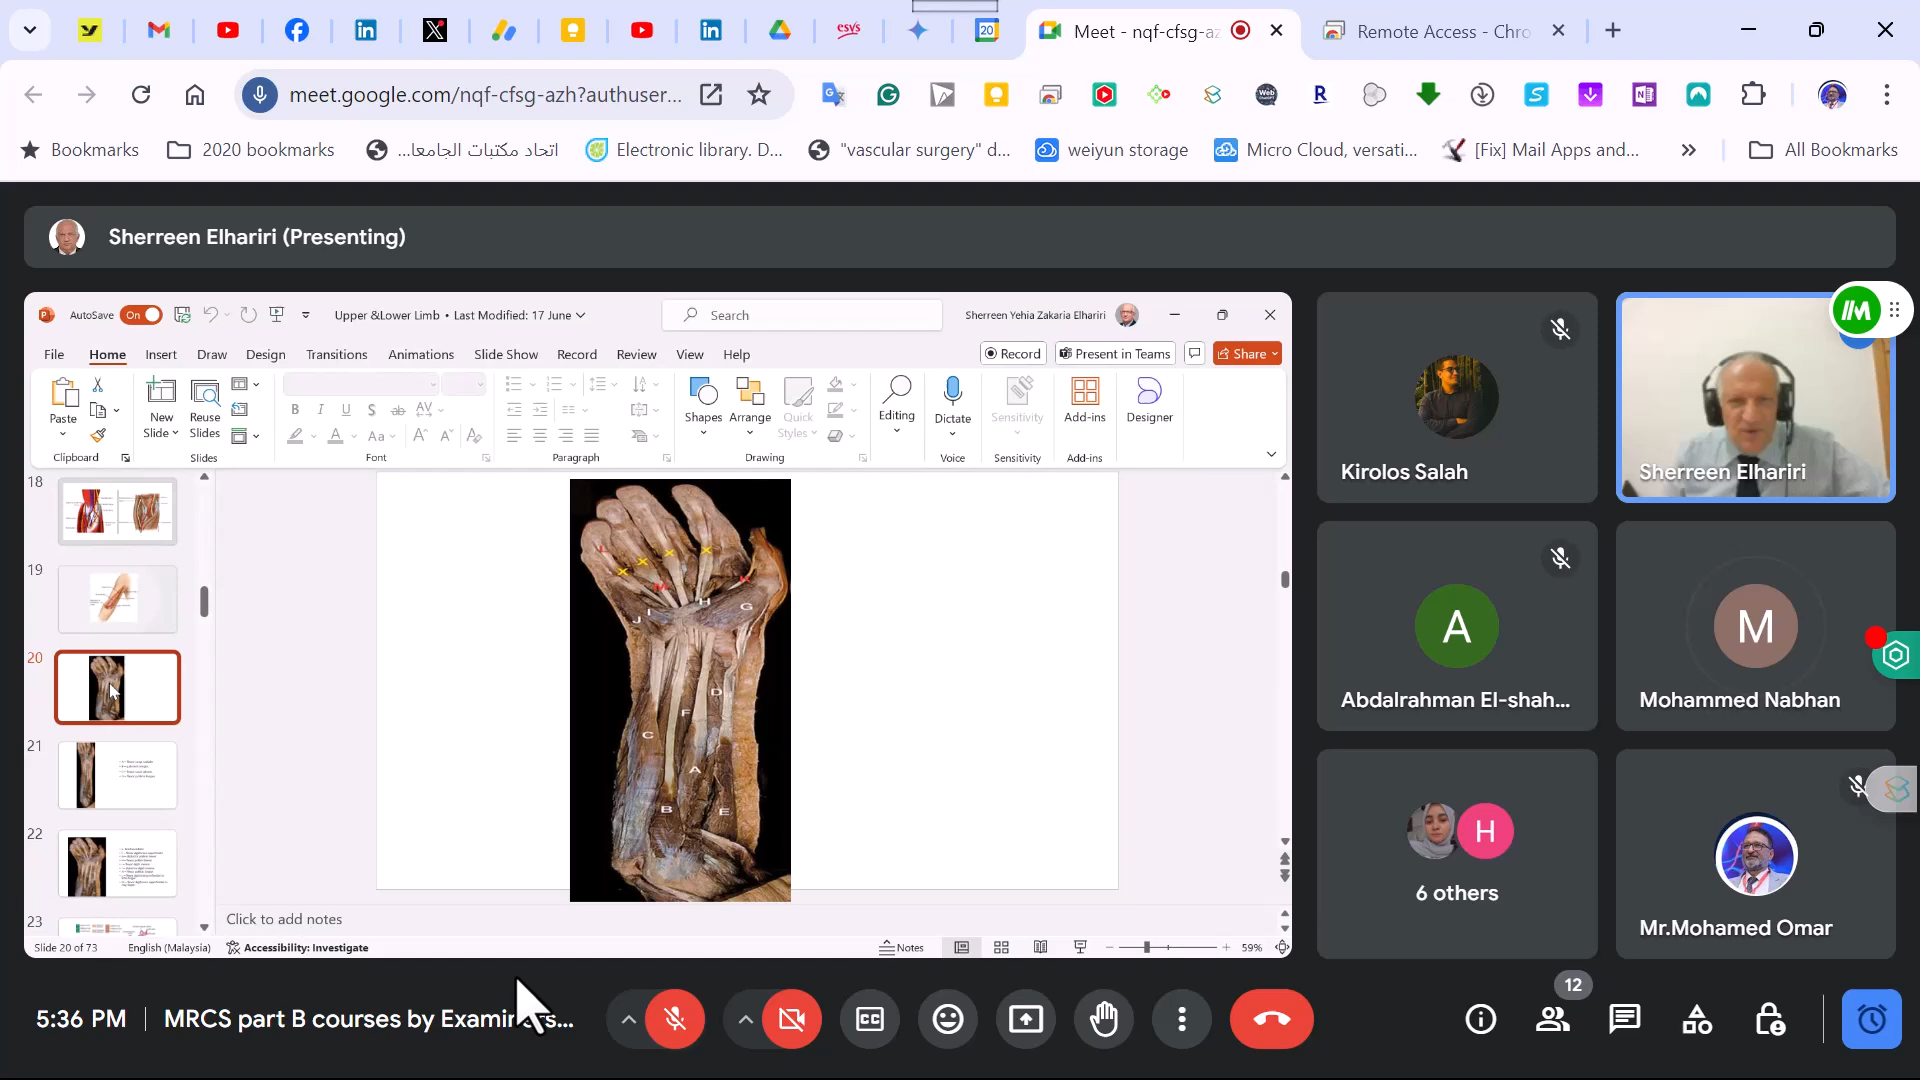 esvs
20
Meet - nqf-cfsg-az
Remote Access - Chro
meet.google.com/nqf-cfsg-azh?authuser...
Bookmarks
2020 bookmarks
اتحاد مكتبات الجامعا...
Electronic library. D...
"vascular surgery" d...
weiyun storage
Micro Cloud, versati...
[Fix] Mail Apps and...
All Bookmarks
Sherreen Elhariri (Presenting)
AutoSave On
Upper &Lower Limb • Last Modified: 17 June
Search
Sherreen Yehia Zakaria Elhariri
File Home Insert Draw Design Transitions Animations Slide Show Record Review View Help
Record
Present in Teams
Share
Paste
New Slide
Reuse Slides
Shapes
Arrange
Quick Styles
Editing
Dictate
Sensitivity
Add-ins
Designer
Clipboard
Slides
Font
Paragraph
Drawing
Voice
Sensitivity
Add-ins
18
19
20
21
22
23
L
X X X X
M
K
I H G
J
D
F
C
A
B E
Click to add notes
Slide 20 of 73
English (Malaysia)
Accessibility: Investigate
Notes
59%
Kirolos Salah
Sherreen Elhariri
A
Abdalrahman El-shah...
M
Mohammed Nabhan
H
6 others
Mr.Mohamed Omar
5:36 PM
MRCS part B courses by Examin
s...
CC
12